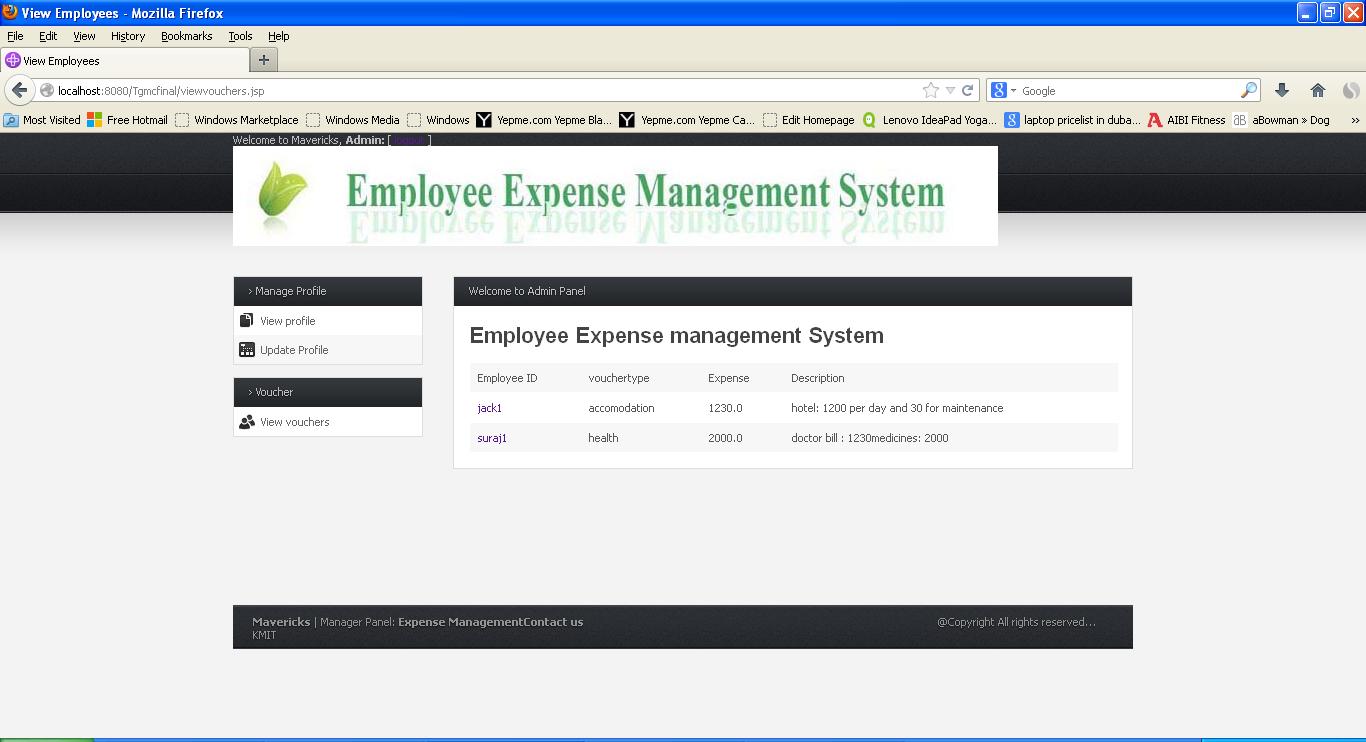 View Employees - Mozilla Firefox
File Edit View History Bookmarks Tools Help
View Employees
localhost:8080/Tgmcfinal/viewvouchers.jsp
Google
Most Visited Free Hotmail Windows Marketplace Windows Media Windows Yepme.com Yepme Bla... Yepme.com Yepme Ca... Edit Homepage Lenovo IdeaPad Yoga... laptop pricelist in duba... AIBI Fitness aBowman » Dog »
Welcome to Mavericks, Admin: [ logout ]
Employee Expense Management System
> Manage Profile
View profile
Update Profile
> Voucher
View vouchers
Welcome to Admin Panel
Employee Expense management System
Employee ID vouchertype Expense Description
jack1 accomodation 1230.0 hotel: 1200 per day and 30 for maintenance
suraj1 health 2000.0 doctor bill : 1230medicines: 2000
Mavericks | Manager Panel: Expense ManagementContact us
KMIT
@Copyright All rights reserved...